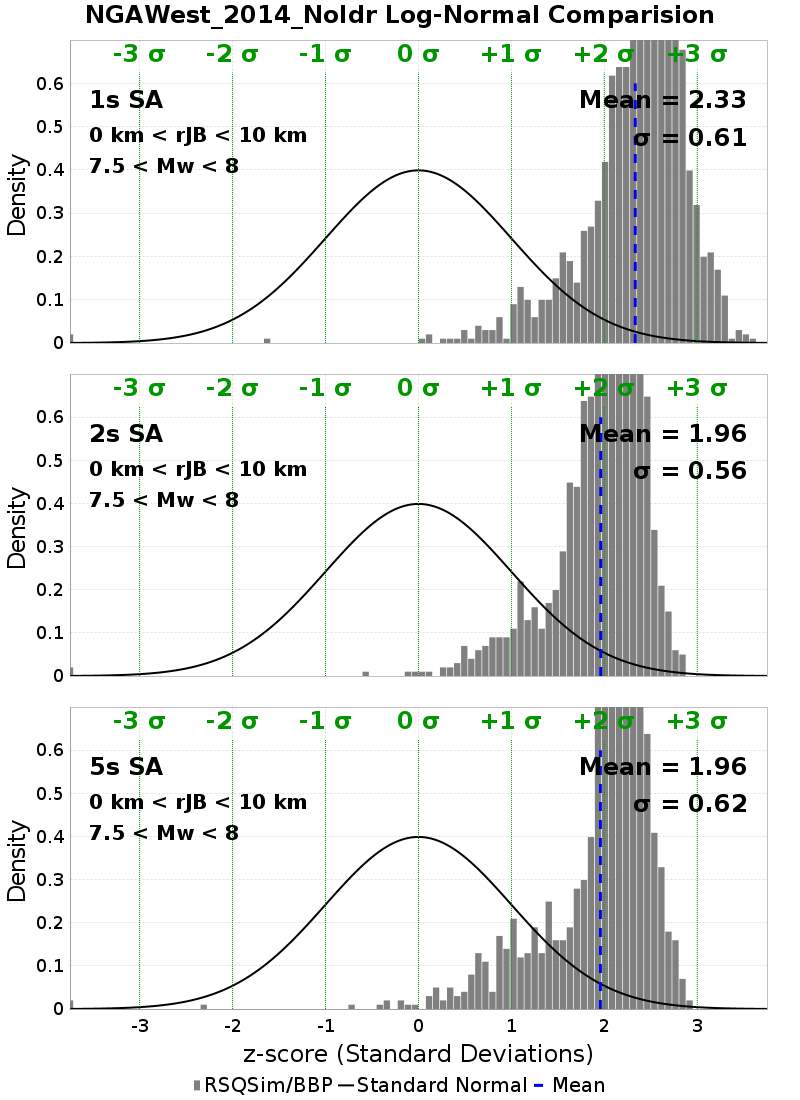 NGAWest_2014_NoIdr Log-Normal Comparision
-3 σ -2 σ -1 σ 0 σ +1 σ +2 σ +3 σ
1s SA
Mean = 2.33
0 km < rJB < 10 km
σ = 0.61
7.5 < Mw < 8
Density
0.6
0.5
0.4
0.3
0.2
0.1
0
-3 σ -2 σ -1 σ 0 σ +1 σ +2 σ +3 σ
2s SA
Mean = 1.96
0 km < rJB < 10 km
σ = 0.56
7.5 < Mw < 8
Density
0.6
0.5
0.4
0.3
0.2
0.1
0
-3 σ -2 σ -1 σ 0 σ +1 σ +2 σ +3 σ
5s SA
Mean = 1.96
0 km < rJB < 10 km
σ = 0.62
7.5 < Mw < 8
Density
0.6
0.5
0.4
0.3
0.2
0.1
0
-3 -2 -1 0 1 2 3
z-score (Standard Deviations)
RSQSim/BBP Standard Normal Mean